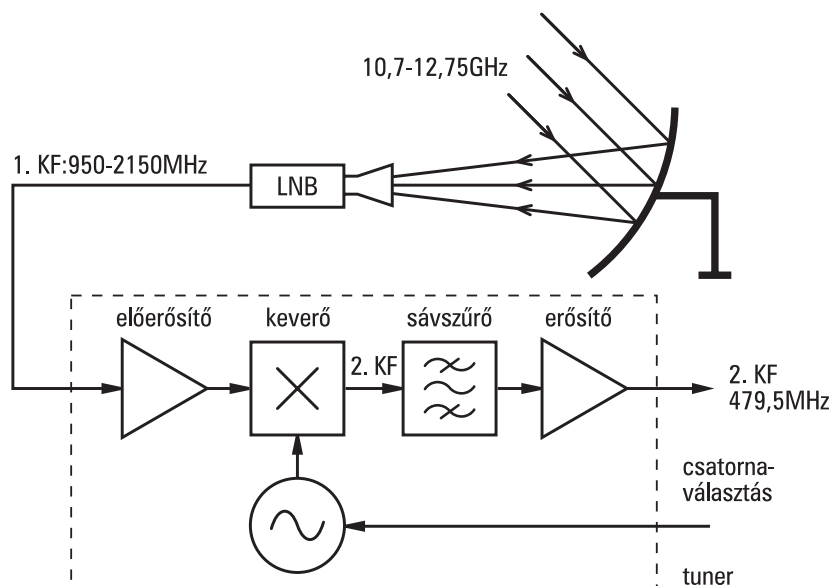 10,7-12,75GHz
1. KF:950-2150MHz
LNB
előerősítő
keverő
sávszűrő
erősítő
2. KF
2. KF
479,5MHz
csatorna-
választás
tuner